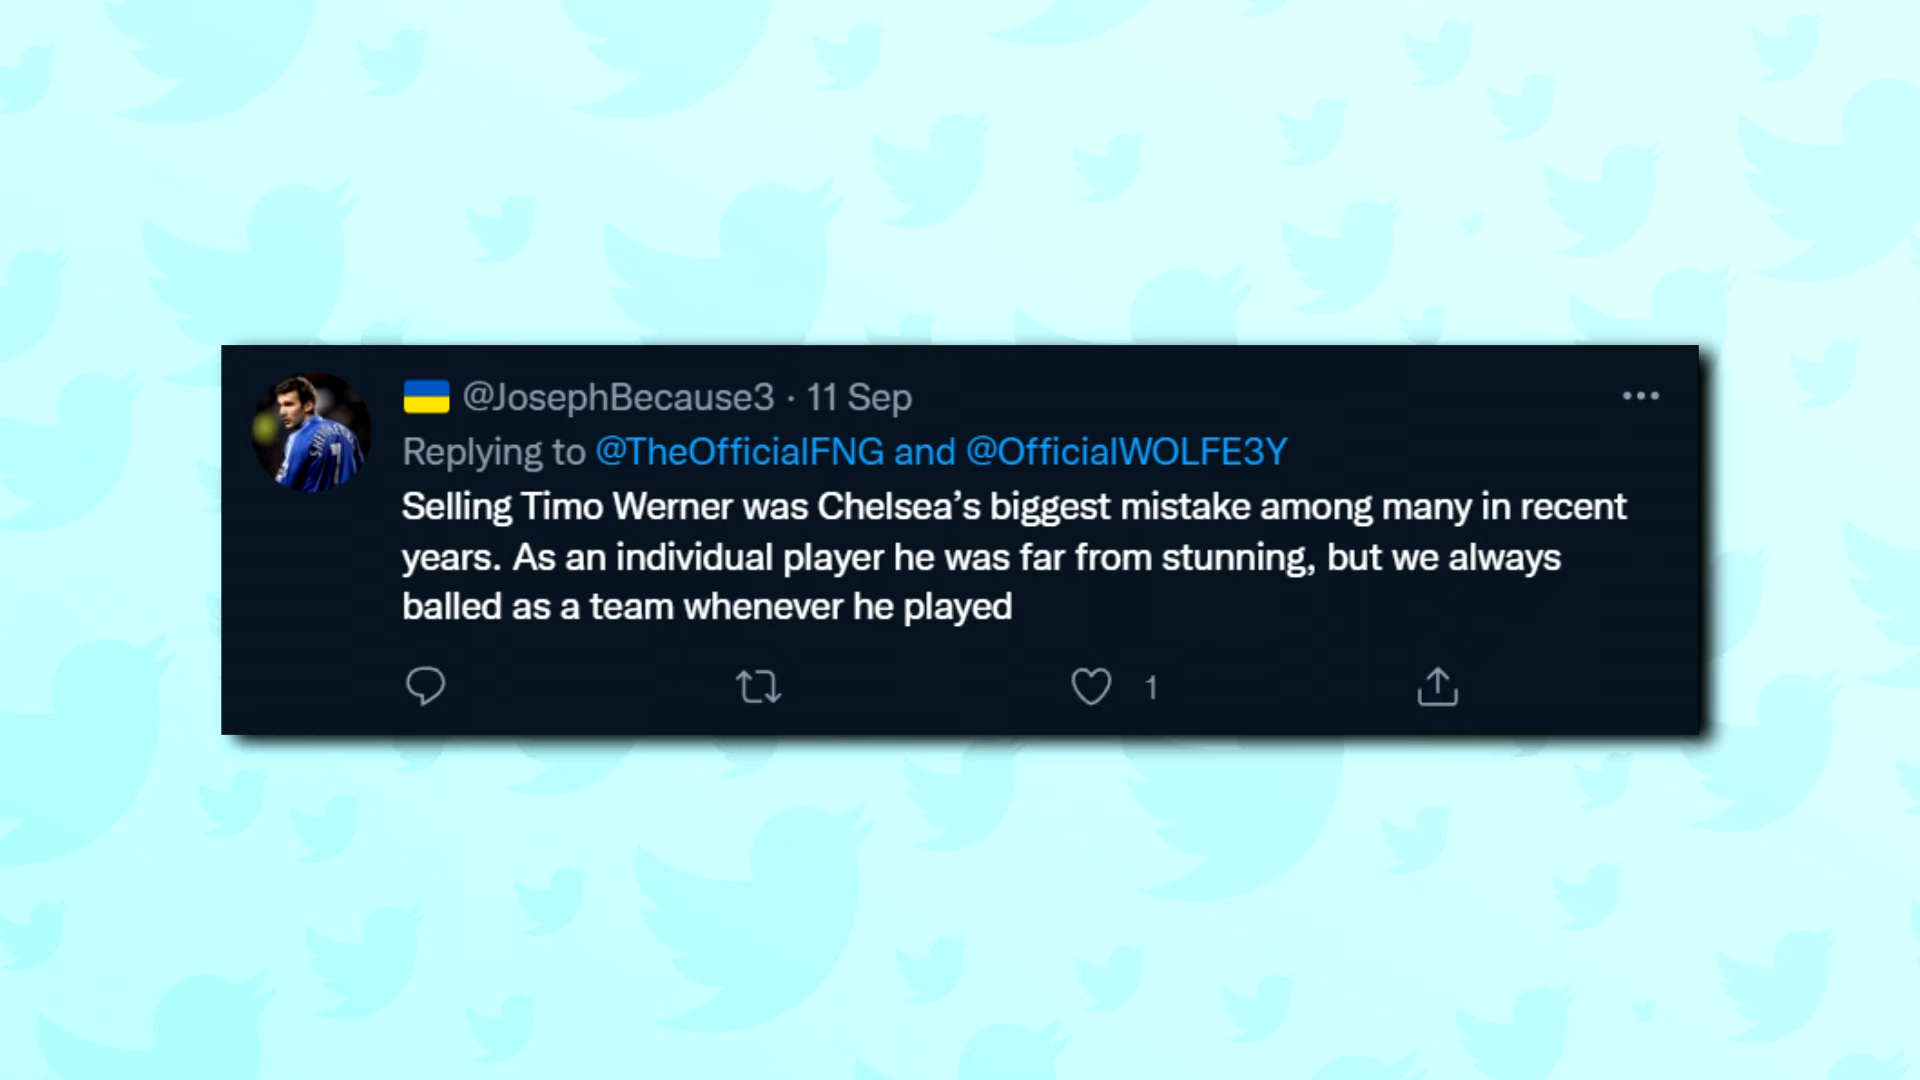 @JosephBecause3 · 11 Sep
Replying to @TheOfficialFNG and @OfficialWOLFE3Y
Selling Timo Werner was Chelsea’s biggest mistake among many in recent
years. As an individual player he was far from stunning, but we always
balled as a team whenever he played
1